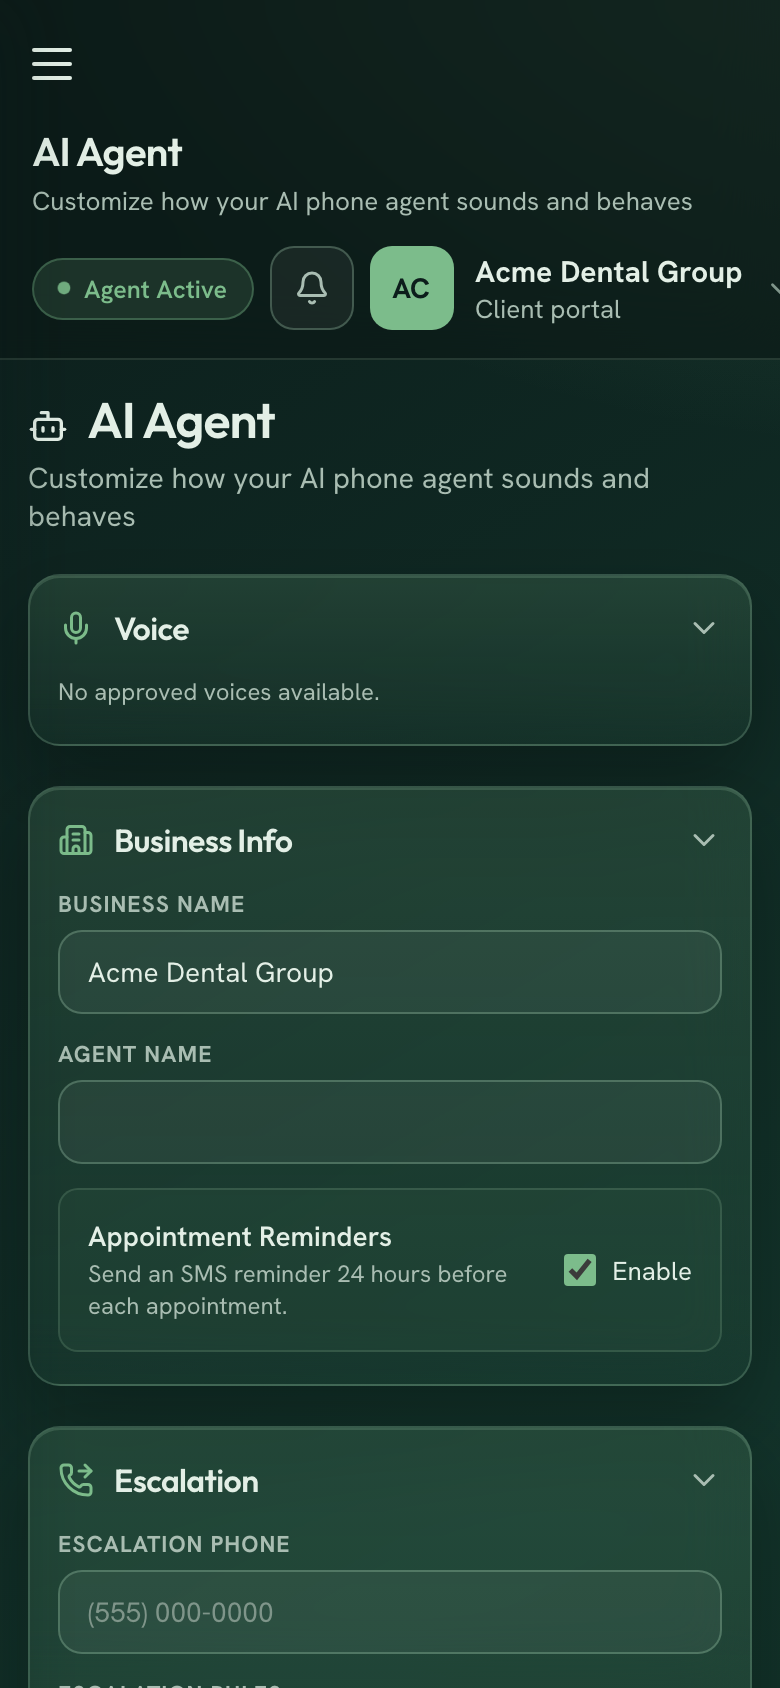 AI Agent
Customize how your AI phone agent sounds and behaves
Agent Active
AC
Acme Dental Group
Client portal
AI Agent
Customize how your AI phone agent sounds and
behaves
Voice
No approved voices available.
Business Info
BUSINESS NAME
Acme Dental Group
AGENT NAME
Appointment Reminders
Send an SMS reminder 24 hours before
each appointment.
Enable
Escalation
ESCALATION PHONE
(555) 000-0000
ESCALATION RULES